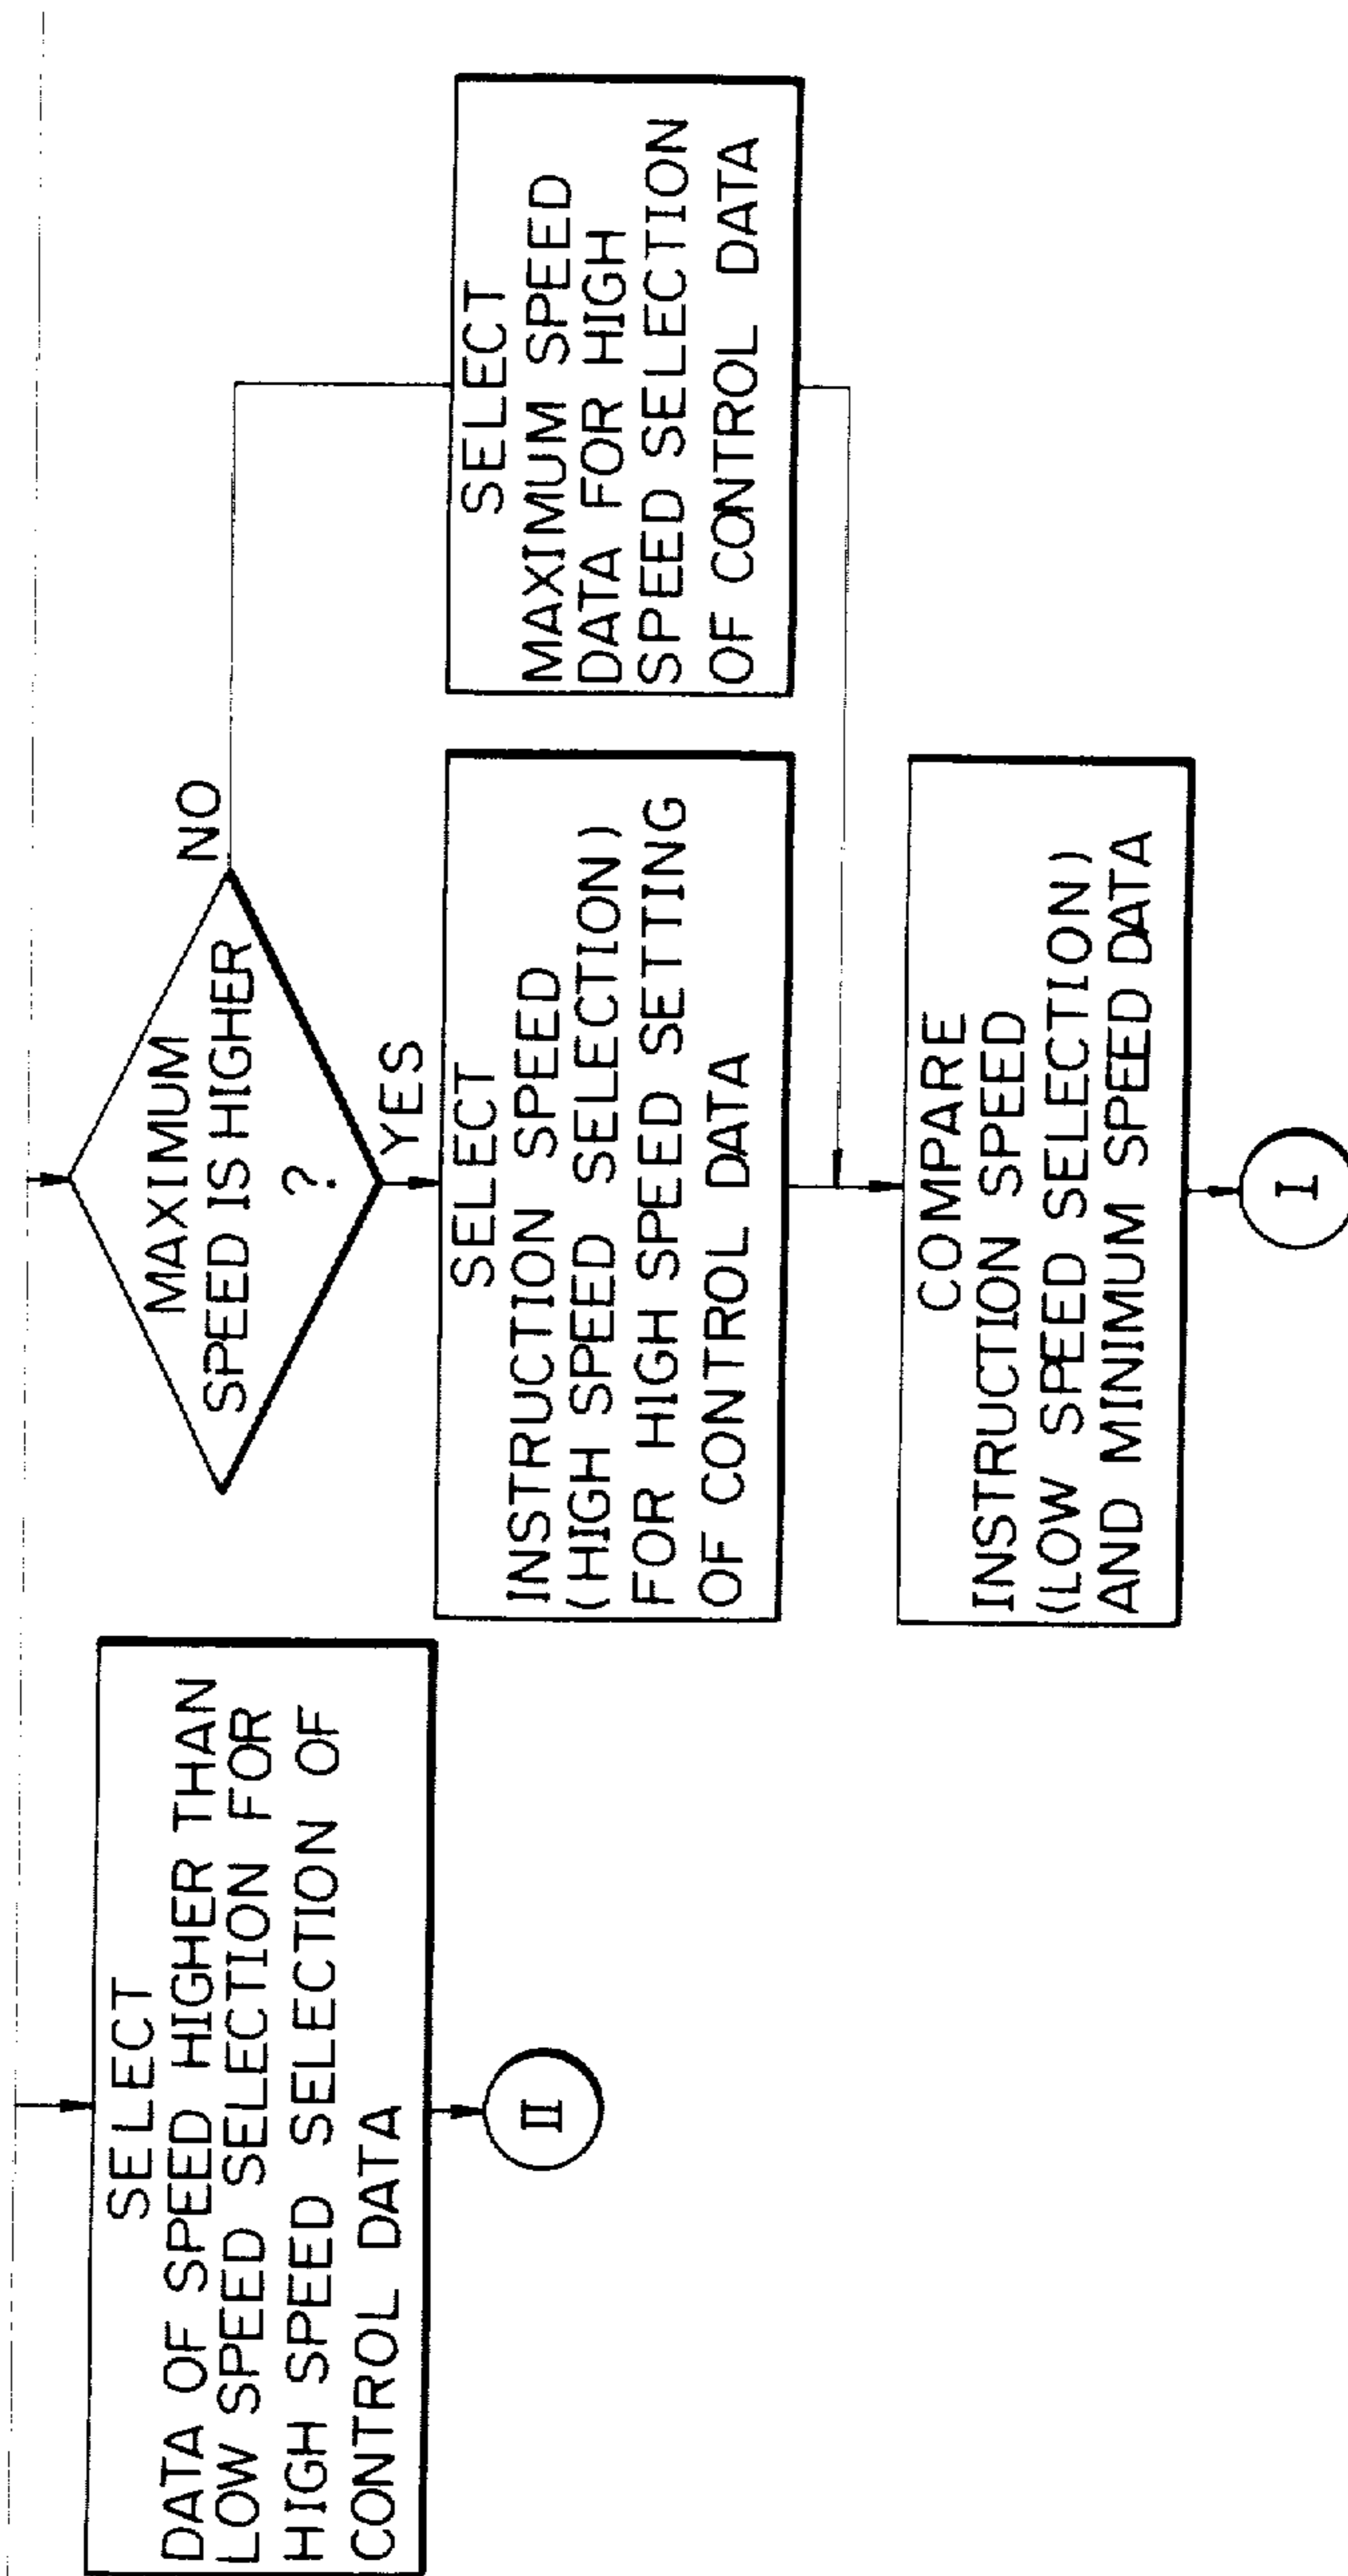 SELECT
DATA OF SPEED HIGHER THAN
LOW SPEED SELECTION FOR
HIGH SPEED SELECTION OF
CONTROL DATA
II
MAXIMUM
SPEED IS HIGHER
?
NO
YES
SELECT
INSTRUCTION SPEED
(HIGH SPEED SELECTION)
FOR HIGH SPEED SETTING
OF CONTROL DATA
SELECT
MAXIMUM SPEED
DATA FOR HIGH
SPEED SELECTION
OF CONTROL DATA
COMPARE
INSTRUCTION SPEED
(LOW SPEED SELECTION)
AND MINIMUM SPEED DATA
I